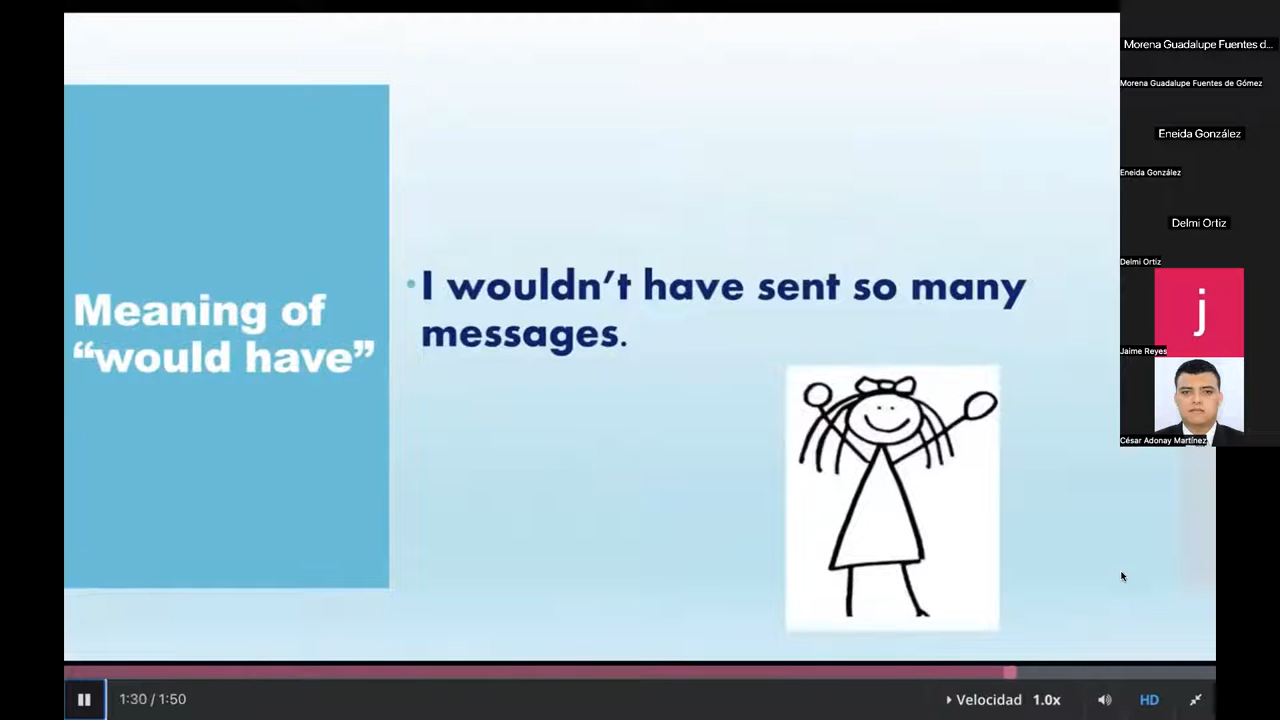 Meaning of
“would have”
•I wouldn’t have sent so many
messages.
Morena Guadalupe Fuentes d...
Morena Guadalupe Fuentes de Gómez
Eneida González
Eneida González
Delmi Ortiz
Delmi Ortiz
j
Jaime Reyes
César Adonay Martínez
1:30 / 1:50
Velocidad 1.0x
HD